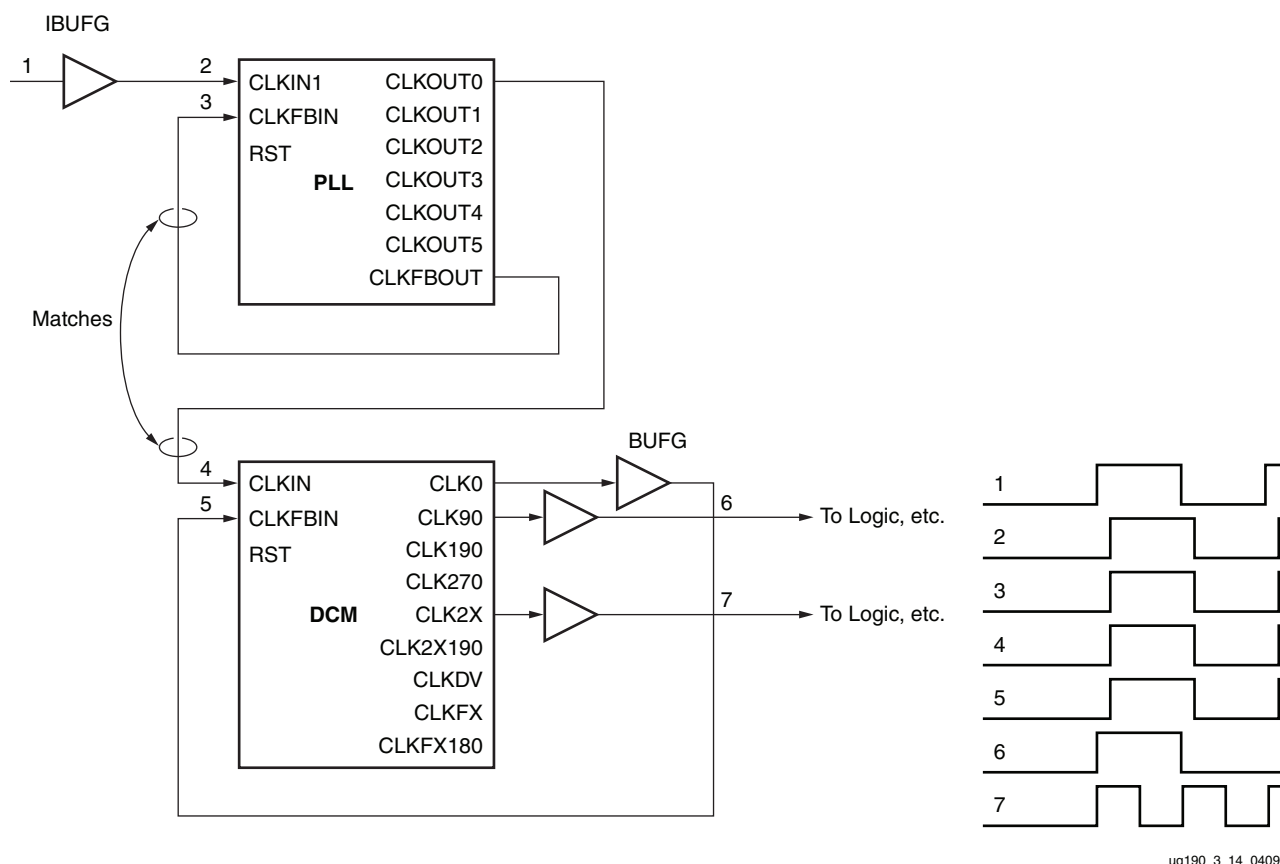 IBUFG
1
2
CLKIN1
CLKOUT0
3
CLKFBIN
CLKOUT1
RST
CLKOUT2
PLL
CLKOUT3
CLKOUT4
CLKOUT5
CLKFBOUT
Matches
BUFG
4
CLKIN
CLK0
5
CLKFBIN
CLK90
6
To Logic, etc.
RST
CLK190
CLK270
DCM
CLK2X
7
To Logic, etc.
CLK2X190
CLKDV
CLKFX
CLKFX180
1
2
3
4
5
6
7
ug190_3_14_0409